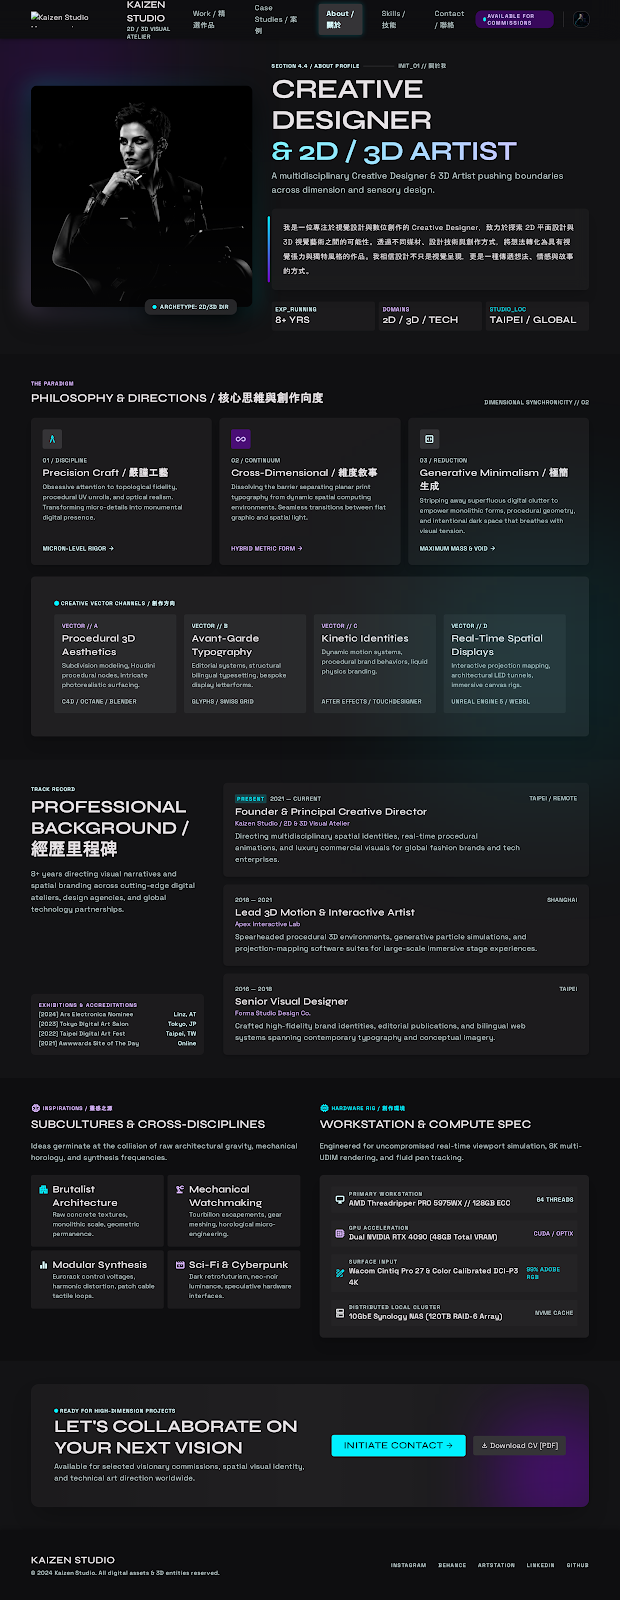 Kaizen Studio
KAIZEN STUDIO
2D / 3D VISUAL ATELIER
Work / 精選作品
Case Studies / 案例
About / 關於
Skills / 技能
Contact / 聯絡
AVAILABLE FOR COMMISSIONS
SECTION 4.4 / ABOUT PROFILE
INIT_01 // 關於我
CREATIVE
DESIGNER
& 2D / 3D ARTIST
A multidisciplinary Creative Designer & 3D Artist pushing boundaries
across dimension and sensory design.
我是一位專注於視覺設計與數位創作的 Creative Designer，致力於探索 2D 平面設計與
3D 視覺藝術之間的可能性。透過不同媒材、設計技術與創作方式，將想法轉化為具有視
覺張力與獨特風格的作品。我相信設計不只是視覺呈現，更是一種傳遞想法、情感與故事
的方式。
ARCHETYPE: 2D/3D DIR
EXP_RUNNING
8+ YRS
DOMAINS
2D / 3D / TECH
STUDIO_LOC
TAIPEI / GLOBAL
THE PARADIGM
PHILOSOPHY & DIRECTIONS / 核心思維與創作向度
DIMENSIONAL SYNCHRONICITY // 02
01 / DISCIPLINE
Precision Craft / 嚴謹工藝
Obsessive attention to topological fidelity,
procedural UV unrolls, and optical realism.
Transforming micro-details into monumental
digital presence.
MICRON-LEVEL RIGOR →
02 / CONTINUUM
Cross-Dimensional / 維度敘事
Dissolving the barrier separating planar print
typography from dynamic spatial computing
environments. Seamless transitions between flat
graphic and spatial light.
HYBRID METRIC FORM →
03 / REDUCTION
Generative Minimalism / 極簡
生成
Stripping away superfluous digital clutter to
empower monolithic forms, procedural geometry,
and intentional dark space that breathes with
visual tension.
MAXIMUM MASS & VOID →
CREATIVE VECTOR CHANNELS / 創作方向
VECTOR // A
Procedural 3D
Aesthetics
Subdivision modeling, Houdini
procedural nodes, intricate
photorealistic surfacing.
C4D / OCTANE / BLENDER
VECTOR // B
Avant-Garde
Typography
Editorial systems, structural
bilingual typesetting, bespoke
display letterforms.
GLYPHS / SWISS GRID
VECTOR // C
Kinetic Identities
Dynamic motion systems,
procedural brand behaviors, liquid
physics branding.
AFTER EFFECTS / TOUCHDESIGNER
VECTOR // D
Real-Time Spatial
Displays
Interactive projection mapping,
architectural LED tunnels,
immersive canvas rigs.
UNREAL ENGINE 5 / WEBGL
TRACK RECORD
PROFESSIONAL
BACKGROUND /
經歷里程碑
8+ years directing visual narratives and
spatial branding across cutting-edge digital
ateliers, design agencies, and global
technology partnerships.
EXHIBITIONS & ACCREDITATIONS
[2024] Ars Electronica Nominee Linz, AT
[2023] Tokyo Digital Art Salon Tokyo, JP
[2022] Taipei Digital Art Fest Taipei, TW
[2021] Awwwards Site of The Day Online
PRESENT 2021 — CURRENT TAIPEI / REMOTE
Founder & Principal Creative Director
Kaizen Studio / 2D & 3D Visual Atelier
Directing multidisciplinary spatial identities, real-time procedural
animations, and luxury commercial visuals for global fashion brands and tech
enterprises.
2018 — 2021 SHANGHAI
Lead 3D Motion & Interactive Artist
Apex Interactive Lab
Spearheaded procedural 3D environments, generative particle simulations, and
projection-mapping software suites for large-scale immersive stage experiences.
2016 — 2018 TAIPEI
Senior Visual Designer
Forma Studio Design Co.
Crafted high-fidelity brand identities, editorial publications, and bilingual web
systems spanning contemporary typography and conceptual imagery.
INSPIRATIONS / 靈感之源
SUBCULTURES & CROSS-DISCIPLINES
Ideas germinate at the collision of raw architectural gravity, mechanical
horology, and synthesis frequencies.
Brutalist
Architecture
Raw concrete textures,
monolithic scale, geometric
permanence.
Mechanical
Watchmaking
Tourbillon escapements, gear
meshing, horological micro-
engineering.
Modular Synthesis
Eurorack control voltages,
harmonic distortion, patch cable
tactile loops.
Sci-Fi & Cyberpunk
Dark retrofuturism, neo-noir
luminance, speculative hardware
interfaces.
HARDWARE RIG / 創作環境
WORKSTATION & COMPUTE SPEC
Engineered for uncompromised real-time viewport simulation, 8K multi-
UDIM rendering, and fluid pen tracking.
PRIMARY WORKSTATION
AMD Threadripper PRO 5975WX // 128GB ECC
64 THREADS
GPU ACCELERATION
Dual NVIDIA RTX 4090 (48GB Total VRAM)
CUDA / OPTIX
SURFACE INPUT
Wacom Cintiq Pro 27 & Color Calibrated DCI-P3
4K
99% ADOBE
RGB
DISTRIBUTED LOCAL CLUSTER
10GbE Synology NAS (120TB RAID-6 Array)
NVME CACHE
READY FOR HIGH-DIMENSION PROJECTS
LET'S COLLABORATE ON
YOUR NEXT VISION
Available for selected visionary commissions, spatial visual identity,
and technical art direction worldwide.
INITIATE CONTACT →
Download CV [PDF]
KAIZEN STUDIO
© 2024 Kaizen Studio. All digital assets & 3D entities reserved.
INSTAGRAM BEHANCE ARTSTATION LINKEDIN GITHUB